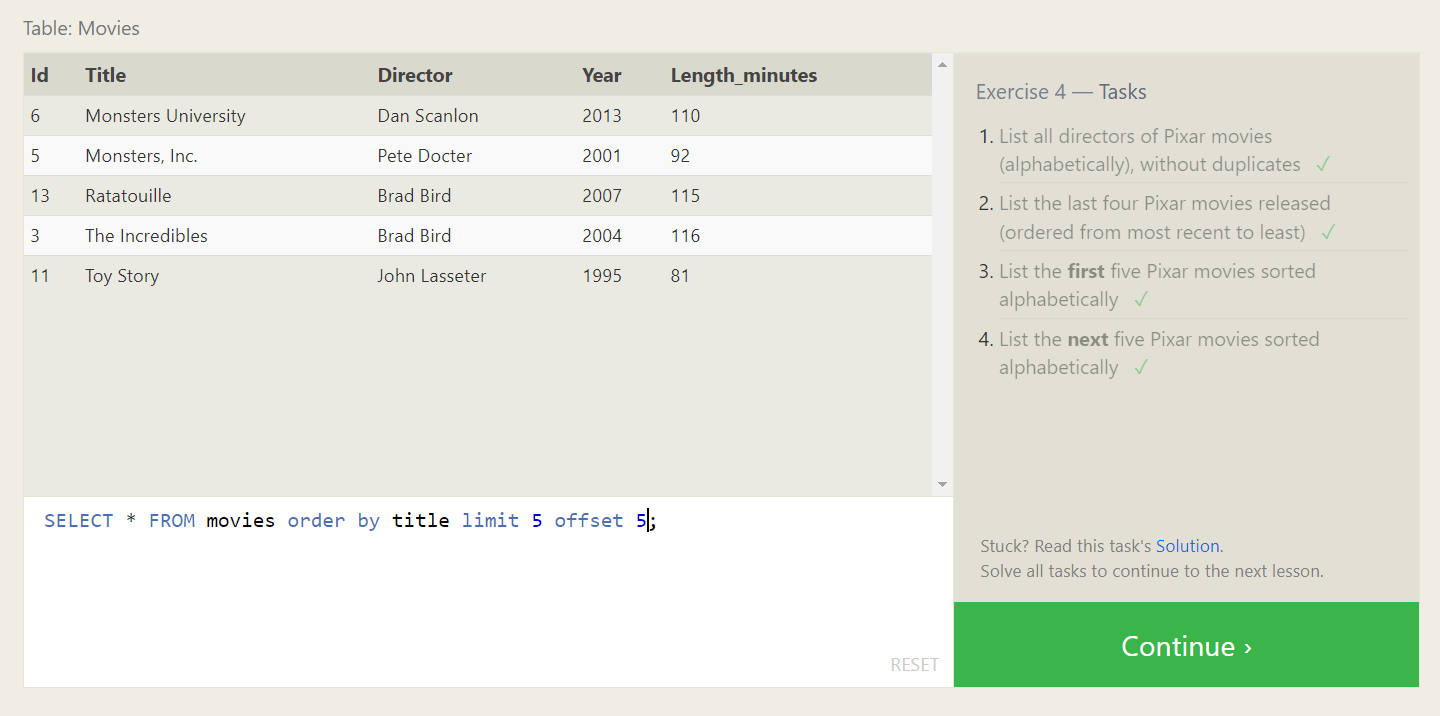 Table: Movies
Id Title Director Year Length_minutes
6 Monsters University Dan Scanlon 2013 110
5 Monsters, Inc. Pete Docter 2001 92
13 Ratatouille Brad Bird 2007 115
3 The Incredibles Brad Bird 2004 116
11 Toy Story John Lasseter 1995 81
SELECT * FROM movies order by title limit 5 offset 5;
RESET
Exercise 4 — Tasks
1. List all directors of Pixar movies
(alphabetically), without duplicates ✓
2. List the last four Pixar movies released
(ordered from most recent to least) ✓
3. List the first five Pixar movies sorted
alphabetically ✓
4. List the next five Pixar movies sorted
alphabetically ✓
Stuck? Read this task's Solution.
Solve all tasks to continue to the next lesson.
Continue ›